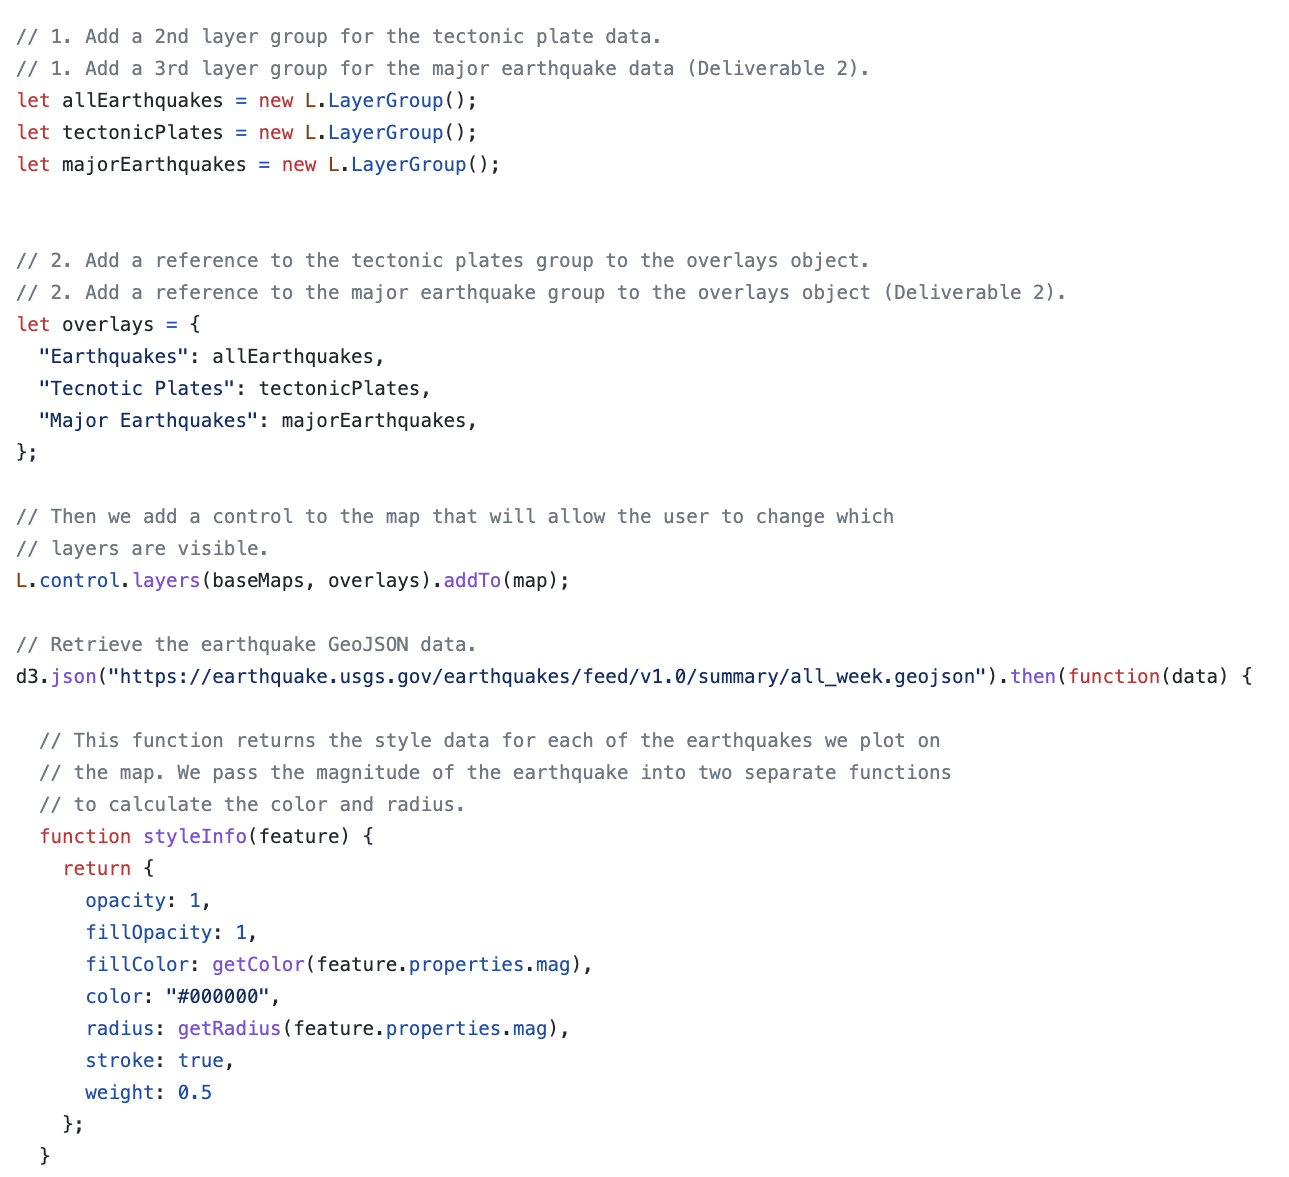 // 1. Add a 2nd layer group for the tectonic plate data.
// 1. Add a 3rd layer group for the major earthquake data (Deliverable 2).
let allEarthquakes = new L.LayerGroup();
let tectonicPlates = new L.LayerGroup();
let majorEarthquakes = new L.LayerGroup();
// 2. Add a reference to the tectonic plates group to the overlays object.
// 2. Add a reference to the major earthquake group to the overlays object (Deliverable 2).
let overlays = {
  "Earthquakes": allEarthquakes,
  "Tecnotic Plates": tectonicPlates,
  "Major Earthquakes": majorEarthquakes,
};
// Then we add a control to the map that will allow the user to change which
// layers are visible.
L.control.layers(baseMaps, overlays).addTo(map);
// Retrieve the earthquake GeoJSON data.
d3.json("https://earthquake.usgs.gov/earthquakes/feed/v1.0/summary/all_week.geojson").then(function(data) {
  // This function returns the style data for each of the earthquakes we plot on
  // the map. We pass the magnitude of the earthquake into two separate functions
  // to calculate the color and radius.
  function styleInfo(feature) {
    return {
      opacity: 1,
      fillOpacity: 1,
      fillColor: getColor(feature.properties.mag),
      color: "#000000",
      radius: getRadius(feature.properties.mag),
      stroke: true,
      weight: 0.5
    };
  }